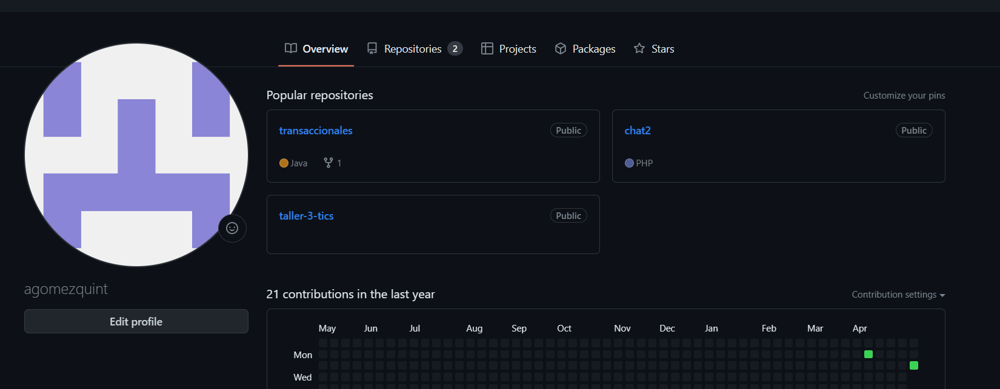 Overview Repositories 2 Projects Packages Stars
Popular repositories Customize your pins
transaccionales Public
Java 1
chat2 Public
PHP
taller-3-tics Public
agomezquint
Edit profile
21 contributions in the last year Contribution settings
May Jun Jul Aug Sep Oct Nov Dec Jan Feb Mar Apr
Mon
Wed